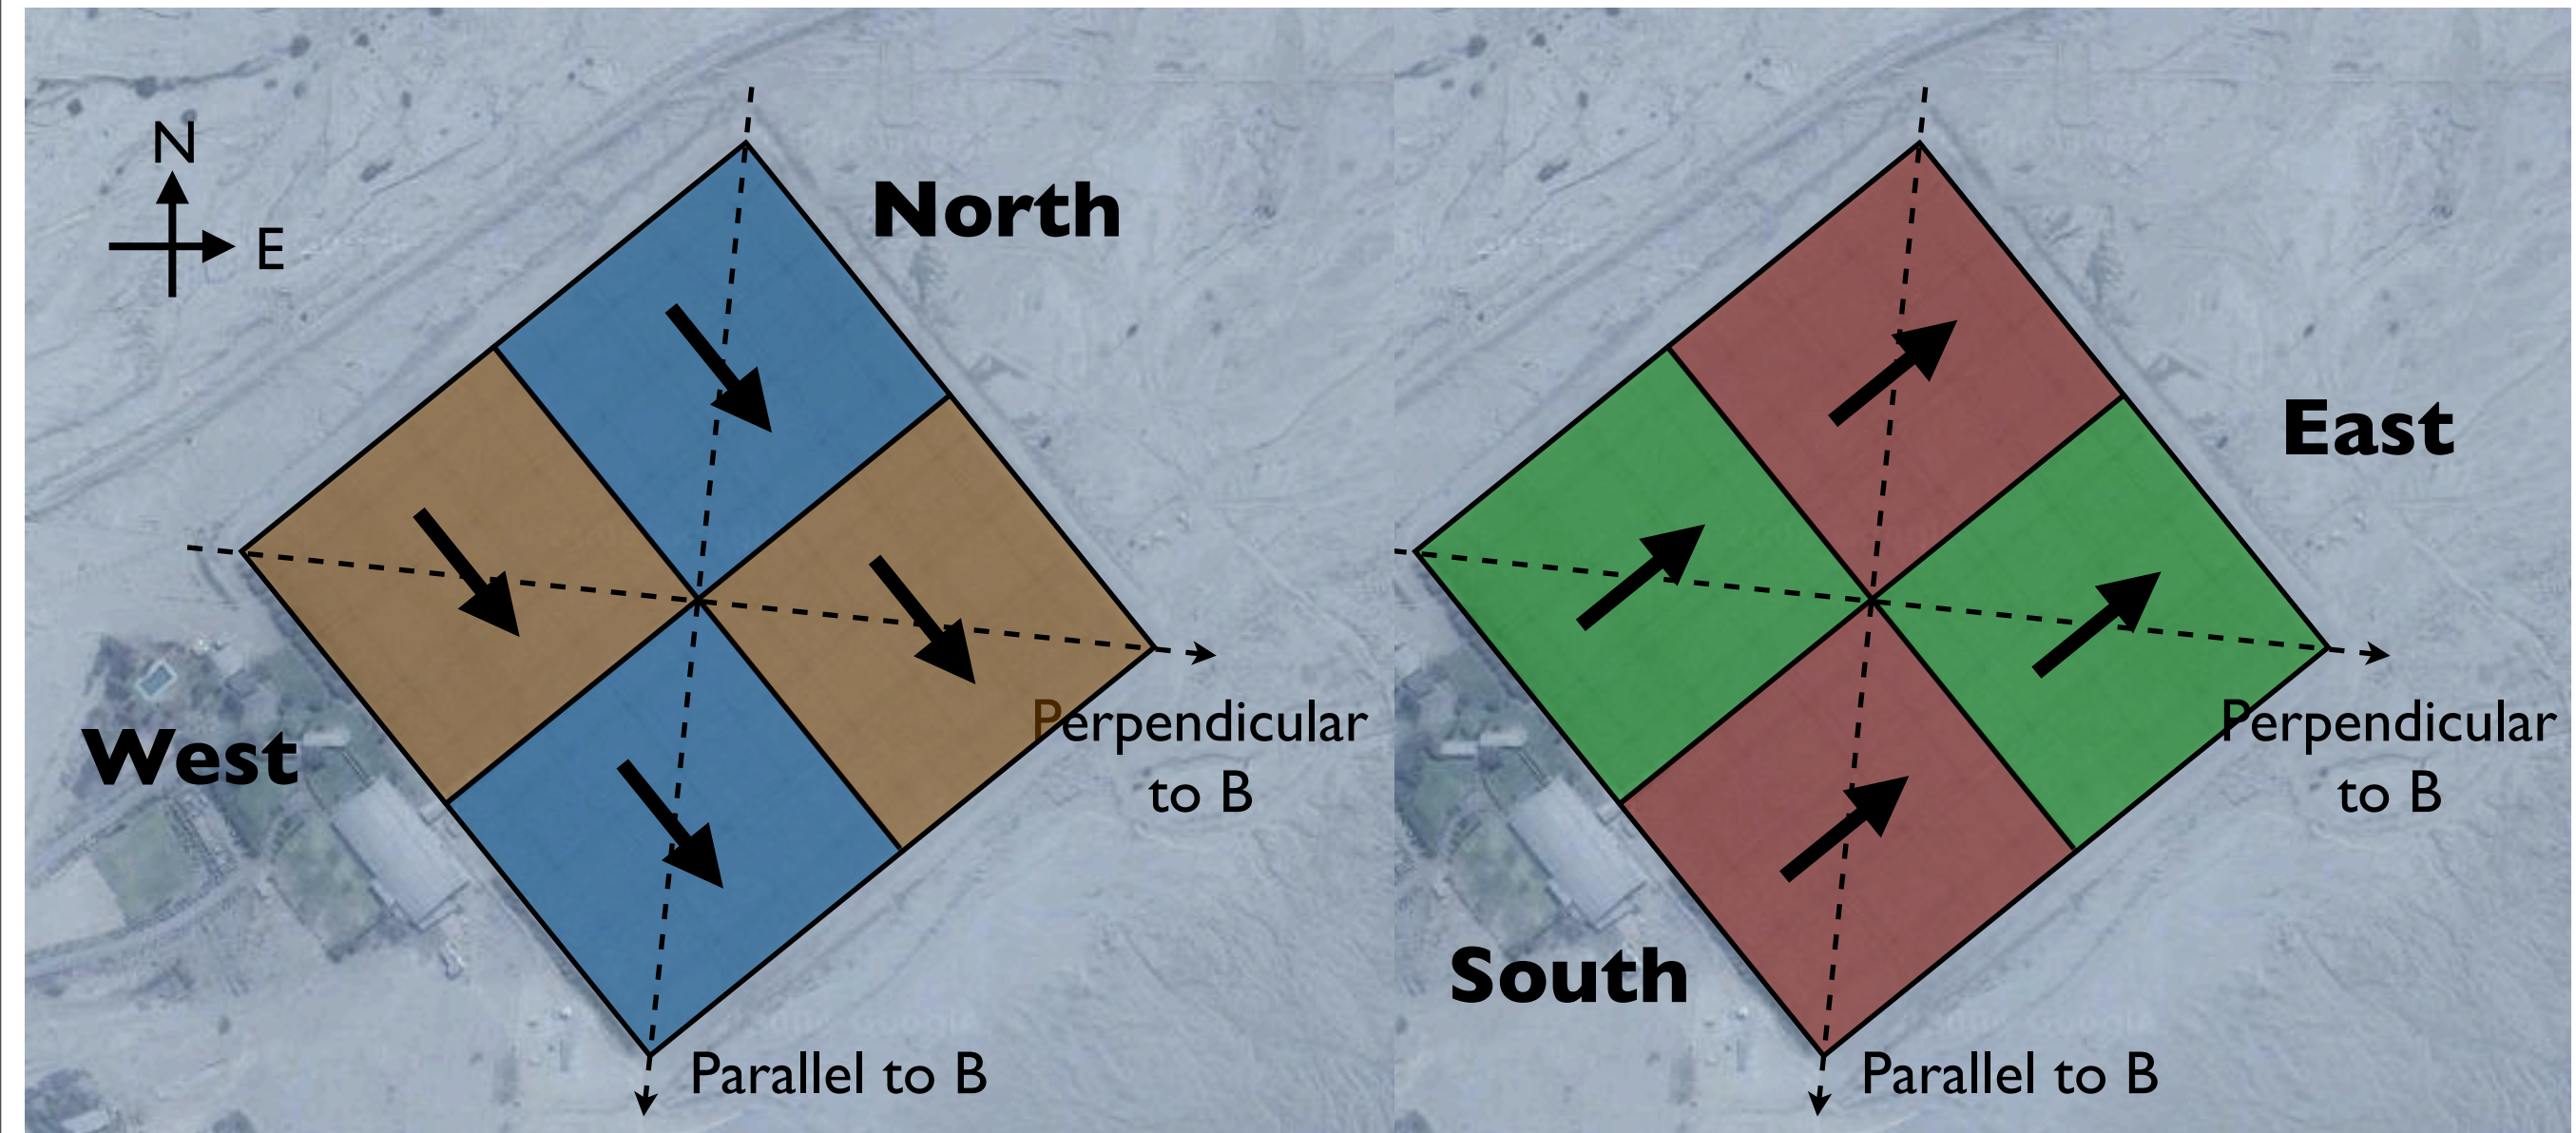 N
E
North
West
Perpendicular
to B
Parallel to B
East
South
Perpendicular
to B
Parallel to B